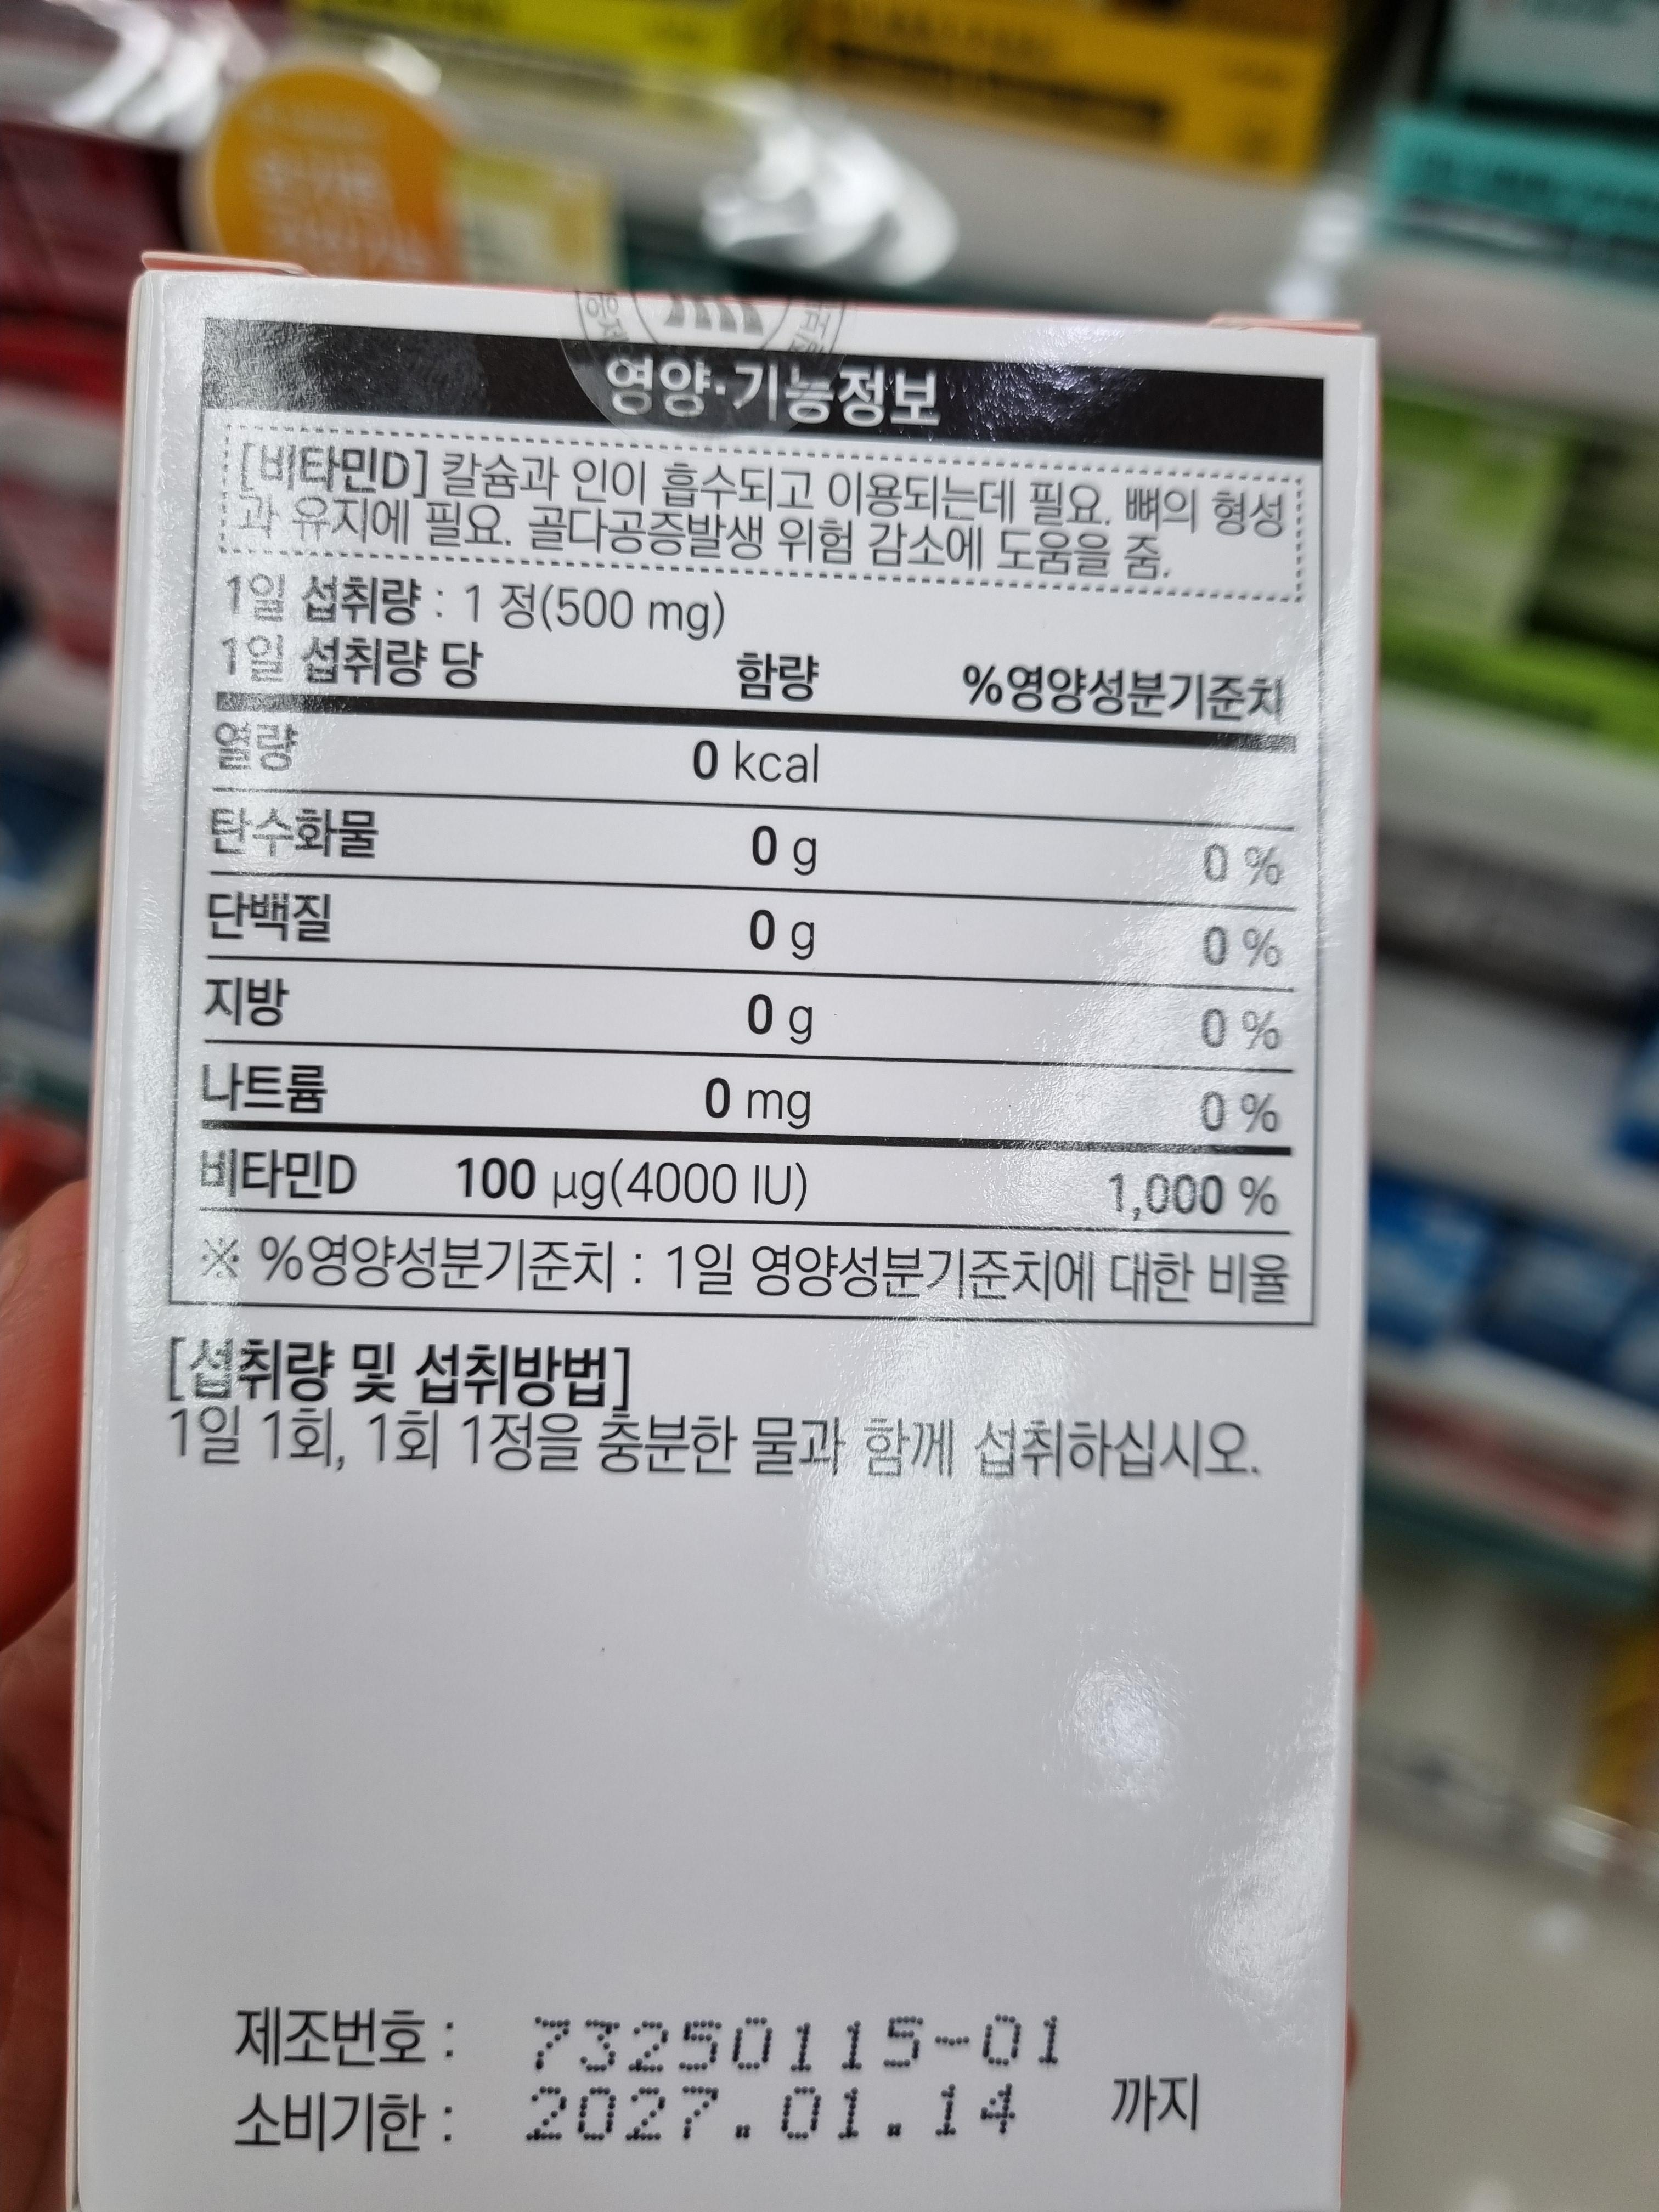 영양·기능정보
[비타민D] 칼슘과 인이 흡수되고 이용되는데 필요. 뼈의 형성
과 유지에 필요. 골다공증발생 위험 감소에 도움을 줌.
1일 섭취량 : 1 정(500 mg)
1일 섭취량 당 함량 %영양성분기준치
열량 0 kcal
탄수화물 0 g 0 %
단백질 0 g 0 %
지방 0 g 0 %
나트륨 0 mg 0 %
비타민D 100 µg(4000 IU) 1,000 %
※ %영양성분기준치 : 1일 영양성분기준치에 대한 비율
[섭취량 및 섭취방법]
1일 1회, 1회 1정을 충분한 물과 함께 섭취하십시오.
제조번호 : 73250115-01
소비기한 : 2027.01.14 까지